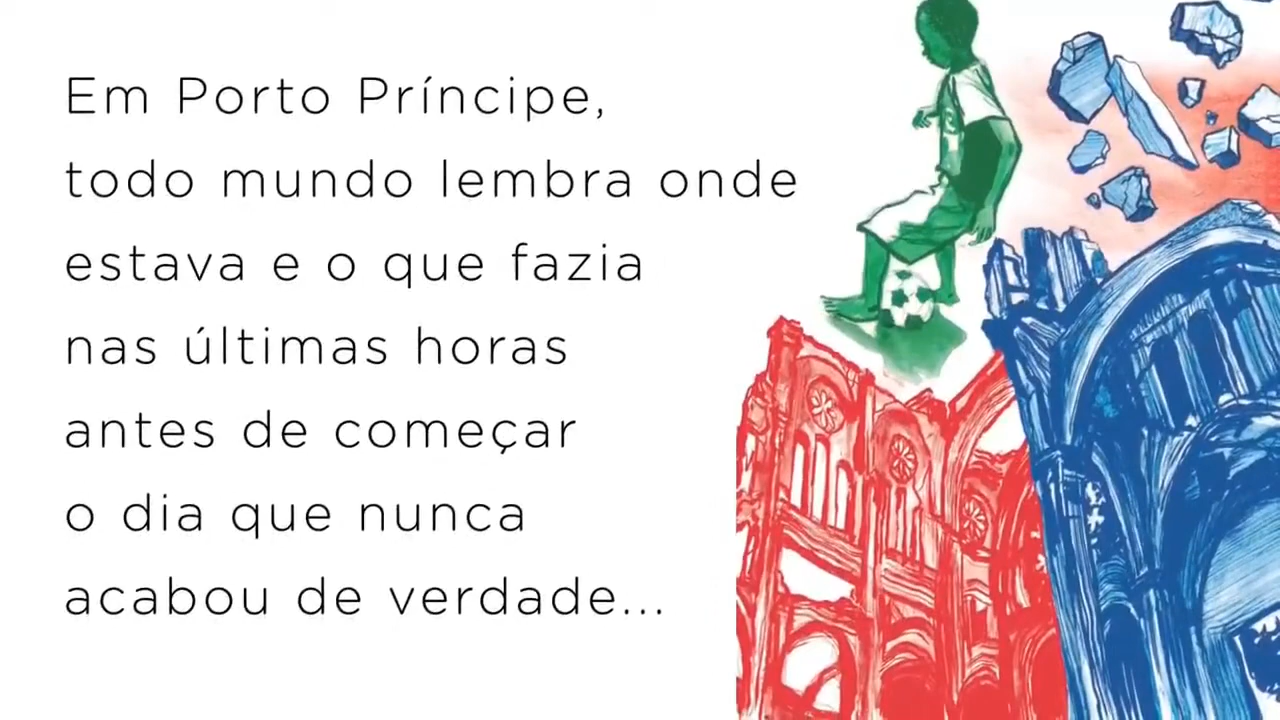 Em Porto Príncipe,
todo mundo lembra onde
estava e o que fazia
nas últimas horas
antes de começar
o dia que nunca
acabou de verdade...